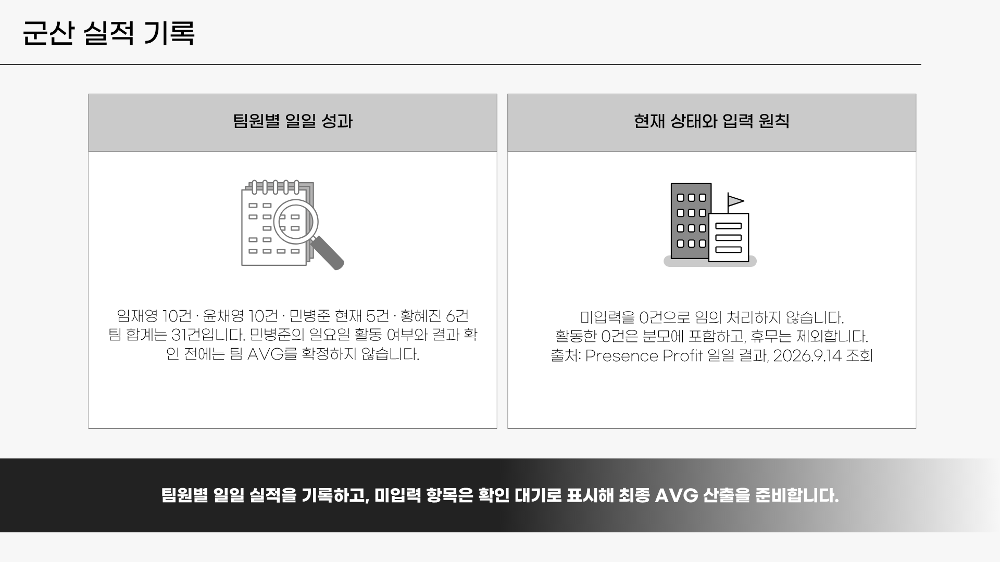 군산 실적 기록
팀원별 일일 성과
임재영 10건 · 윤채영 10건 · 민병준 현재 5건 · 황혜진 6건
팀 합계는 31건입니다. 민병준의 일요일 활동 여부와 결과 확
인 전에는 팀 AVG를 확정하지 않습니다.
현재 상태와 입력 원칙
미입력을 0건으로 임의 처리하지 않습니다.
활동한 0건은 분모에 포함하고, 휴무는 제외합니다.
출처: Presence Profit 일일 결과, 2026.9.14 조회
팀원별 일일 실적을 기록하고, 미입력 항목은 확인 대기로 표시해 최종 AVG 산출을 준비합니다.